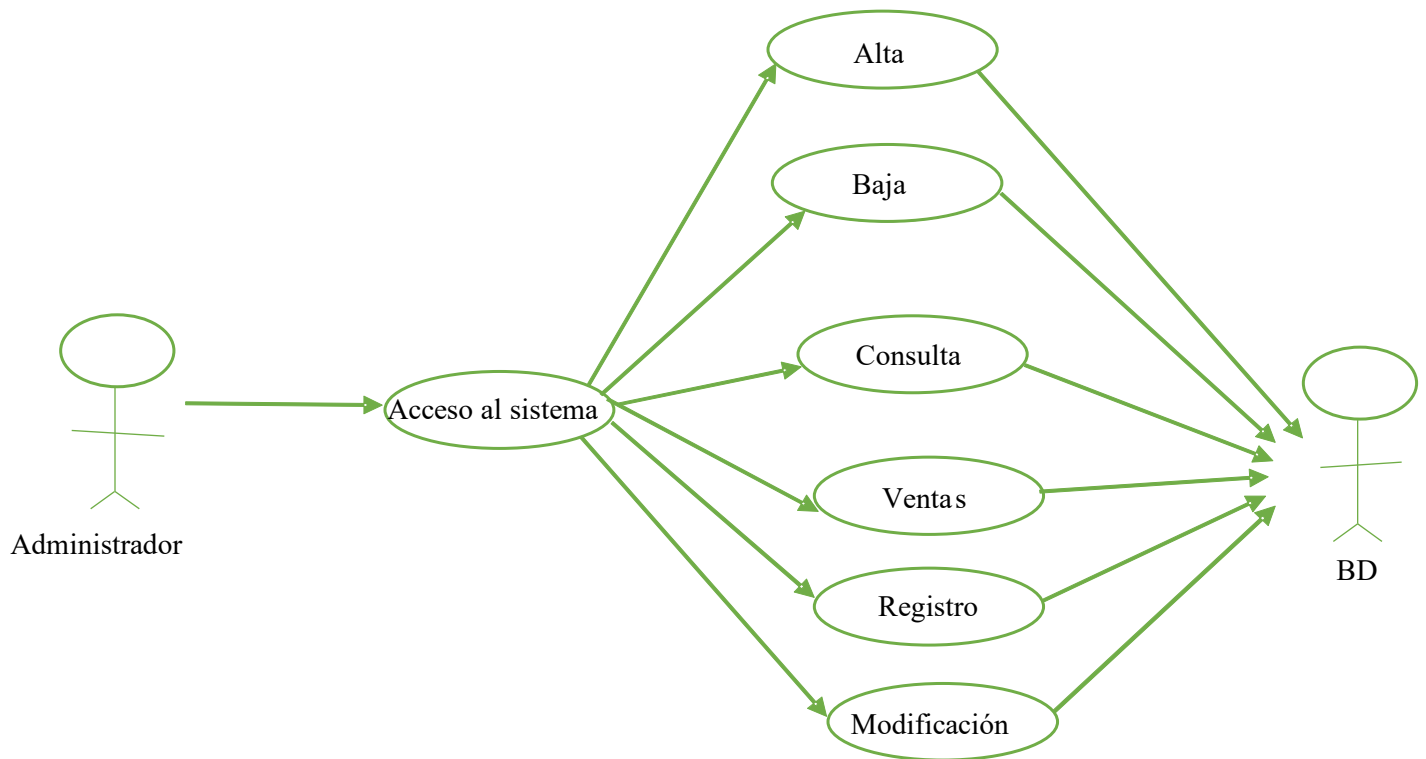 Alta
Baja
Consulta
Acceso al sistema
Ventas
Administrador
BD
Registro
Modificación